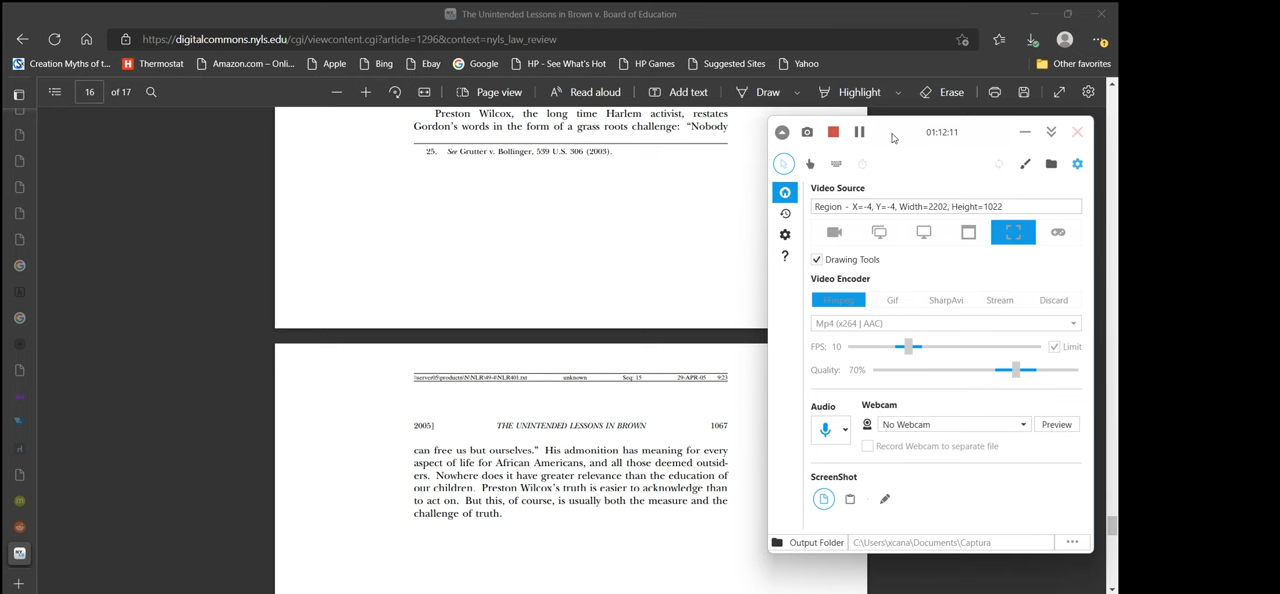 The Unintended Lessons in Brown v. Board of Education
https://digitalcommons.nyls.edu/cgi/viewcontent.cgi?article=1296&context=nyls_law_review
Creation Myths of t... Thermostat Amazon.com – Onli... Apple Bing Ebay Google HP - See What's Hot HP Games Suggested Sites Yahoo Other favorites
16 of 17 Page view Read aloud Add text Draw Highlight Erase
Preston Wilcox, the long time Harlem activist, restates
Gordon's words in the form of a grass roots challenge: "Nobody
25. See Grutter v. Bollinger, 539 U.S. 306 (2003).
\\server05\productn\N\NLR\49-4\NLR401.txt unknown Seq: 15 29-APR-05 9:23
2005] THE UNINTENDED LESSONS IN BROWN 1067
can free us but ourselves." His admonition has meaning for every
aspect of life for African Americans, and all those deemed outsid-
ers. Nowhere does it have greater relevance than the education of
our children. Preston Wilcox's truth is easier to acknowledge than
to act on. But this, of course, is usually both the measure and the
challenge of truth.
01:12:11
Video Source
Region - X=-4, Y=-4, Width=2202, Height=1022
Drawing Tools
Video Encoder
FFmpeg Gif SharpAvi Stream Discard
Mp4 (x264 | AAC)
FPS: 10 Limit
Quality: 70%
Audio Webcam
No Webcam Preview
Record Webcam to separate file
ScreenShot
Output Folder C:\Users\xcana\Documents\Captura